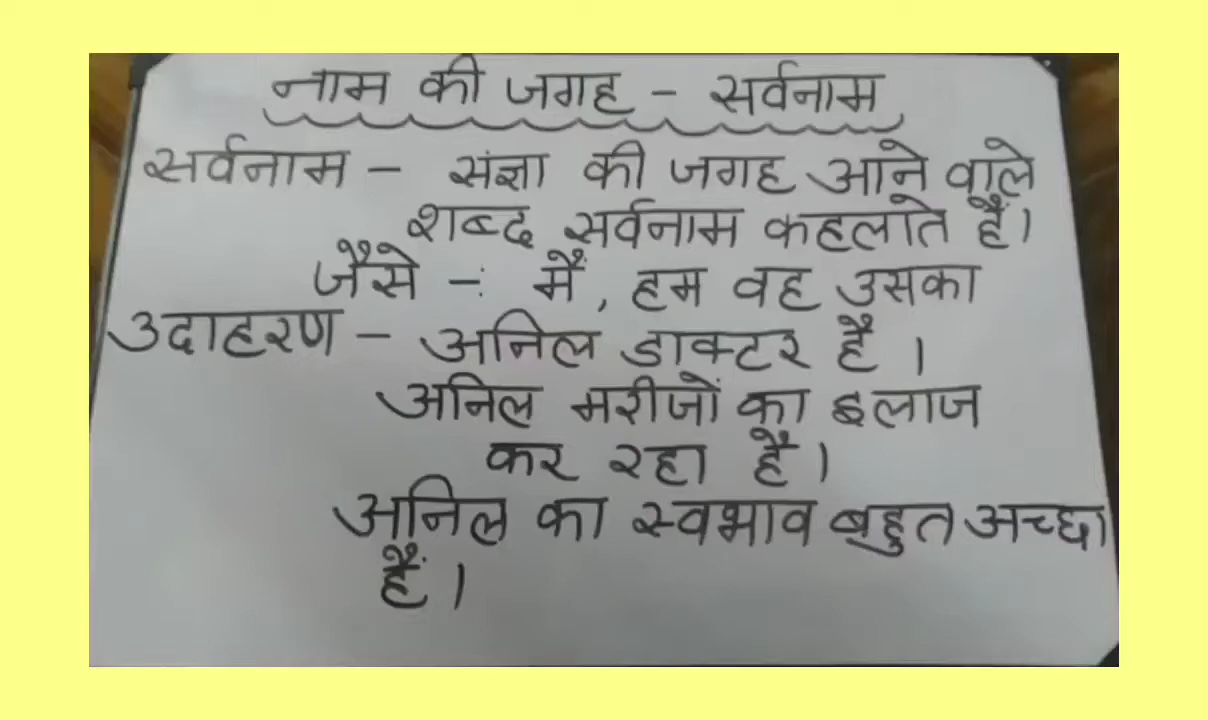 नाम की जगह - सर्वनाम
सर्वनाम - संज्ञा की जगह आने वाले
शब्द सर्वनाम कहलाते हैं।
जैसे -: मैं, हम वह उसका
उदाहरण - अनिल डाक्टर है।
अनिल मरीजों का इलाज
कर रहा है।
अनिल का स्वभाव बहुत अच्छा
हैं।